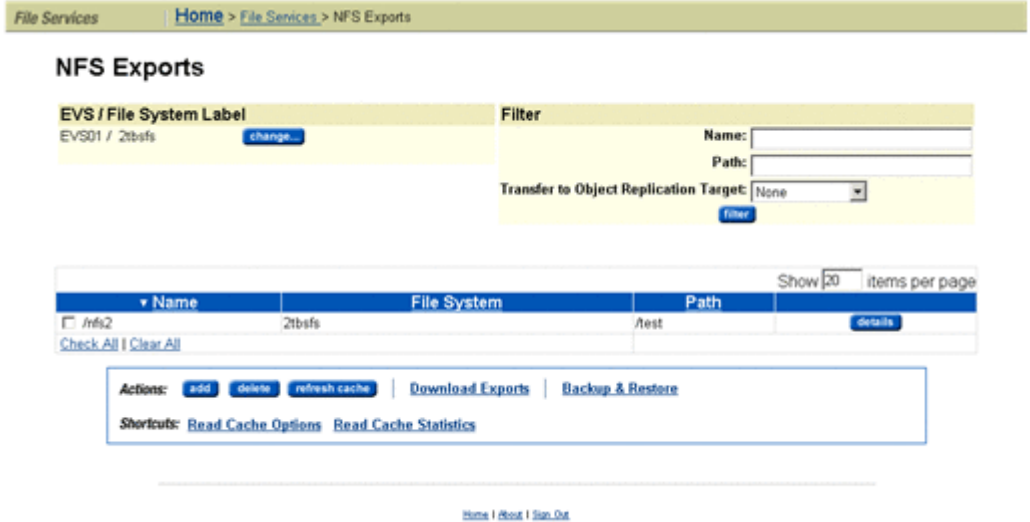 File Services Home > File Services > NFS Exports
NFS Exports
EVS / File System Label
EVS01 / 2tbsfs change...
Filter
Name:
Path:
Transfer to Object Replication Target: None
filter
Show 20 items per page
Name File System Path
/nfs2 2tbsfs /test details
Check All | Clear All
Actions: add delete refresh cache | Download Exports | Backup & Restore
Shortcuts: Read Cache Options Read Cache Statistics
Home | About | Sign Out